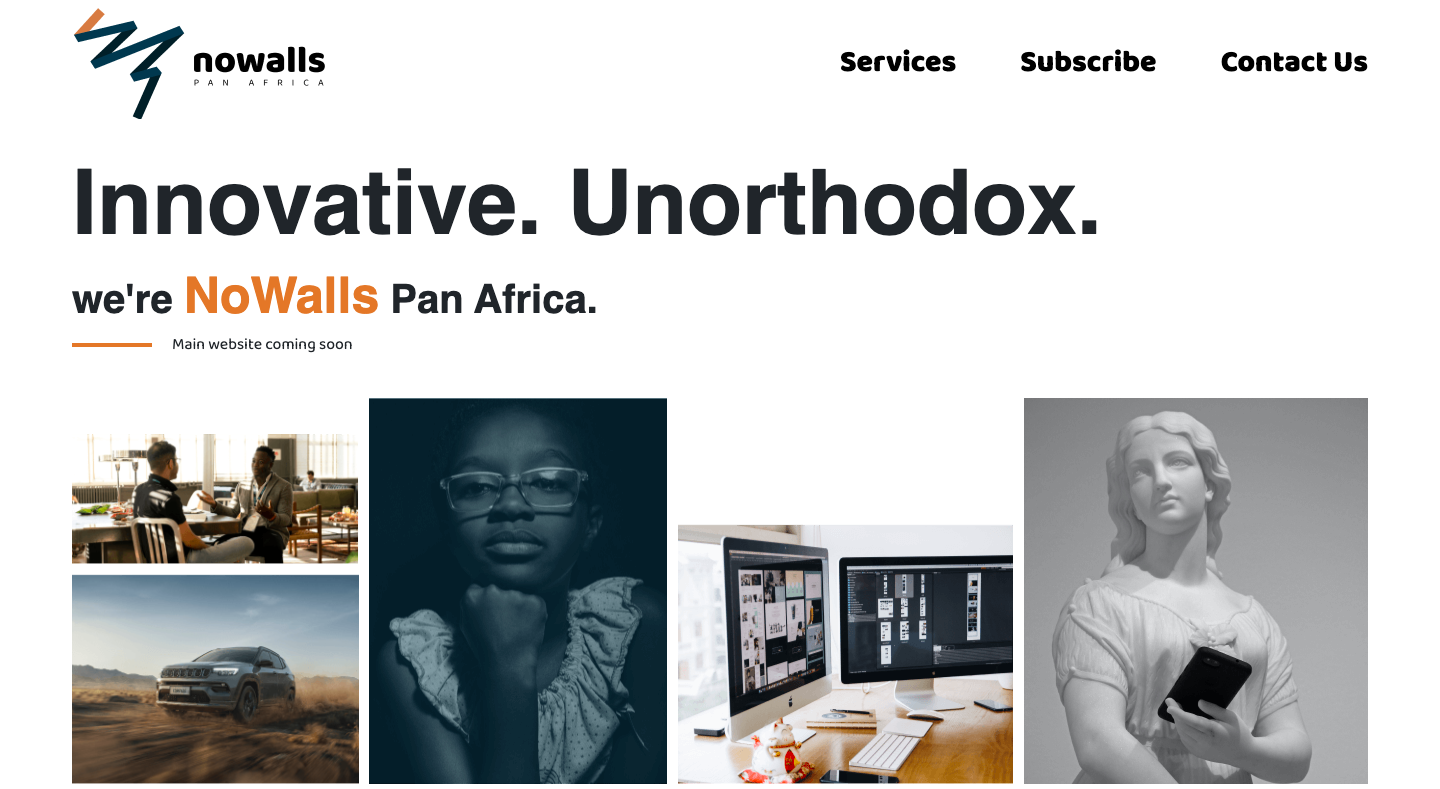 nowalls
PAN AFRICA
Services Subscribe Contact Us
Innovative. Unorthodox.
we're NoWalls Pan Africa.
Main website coming soon